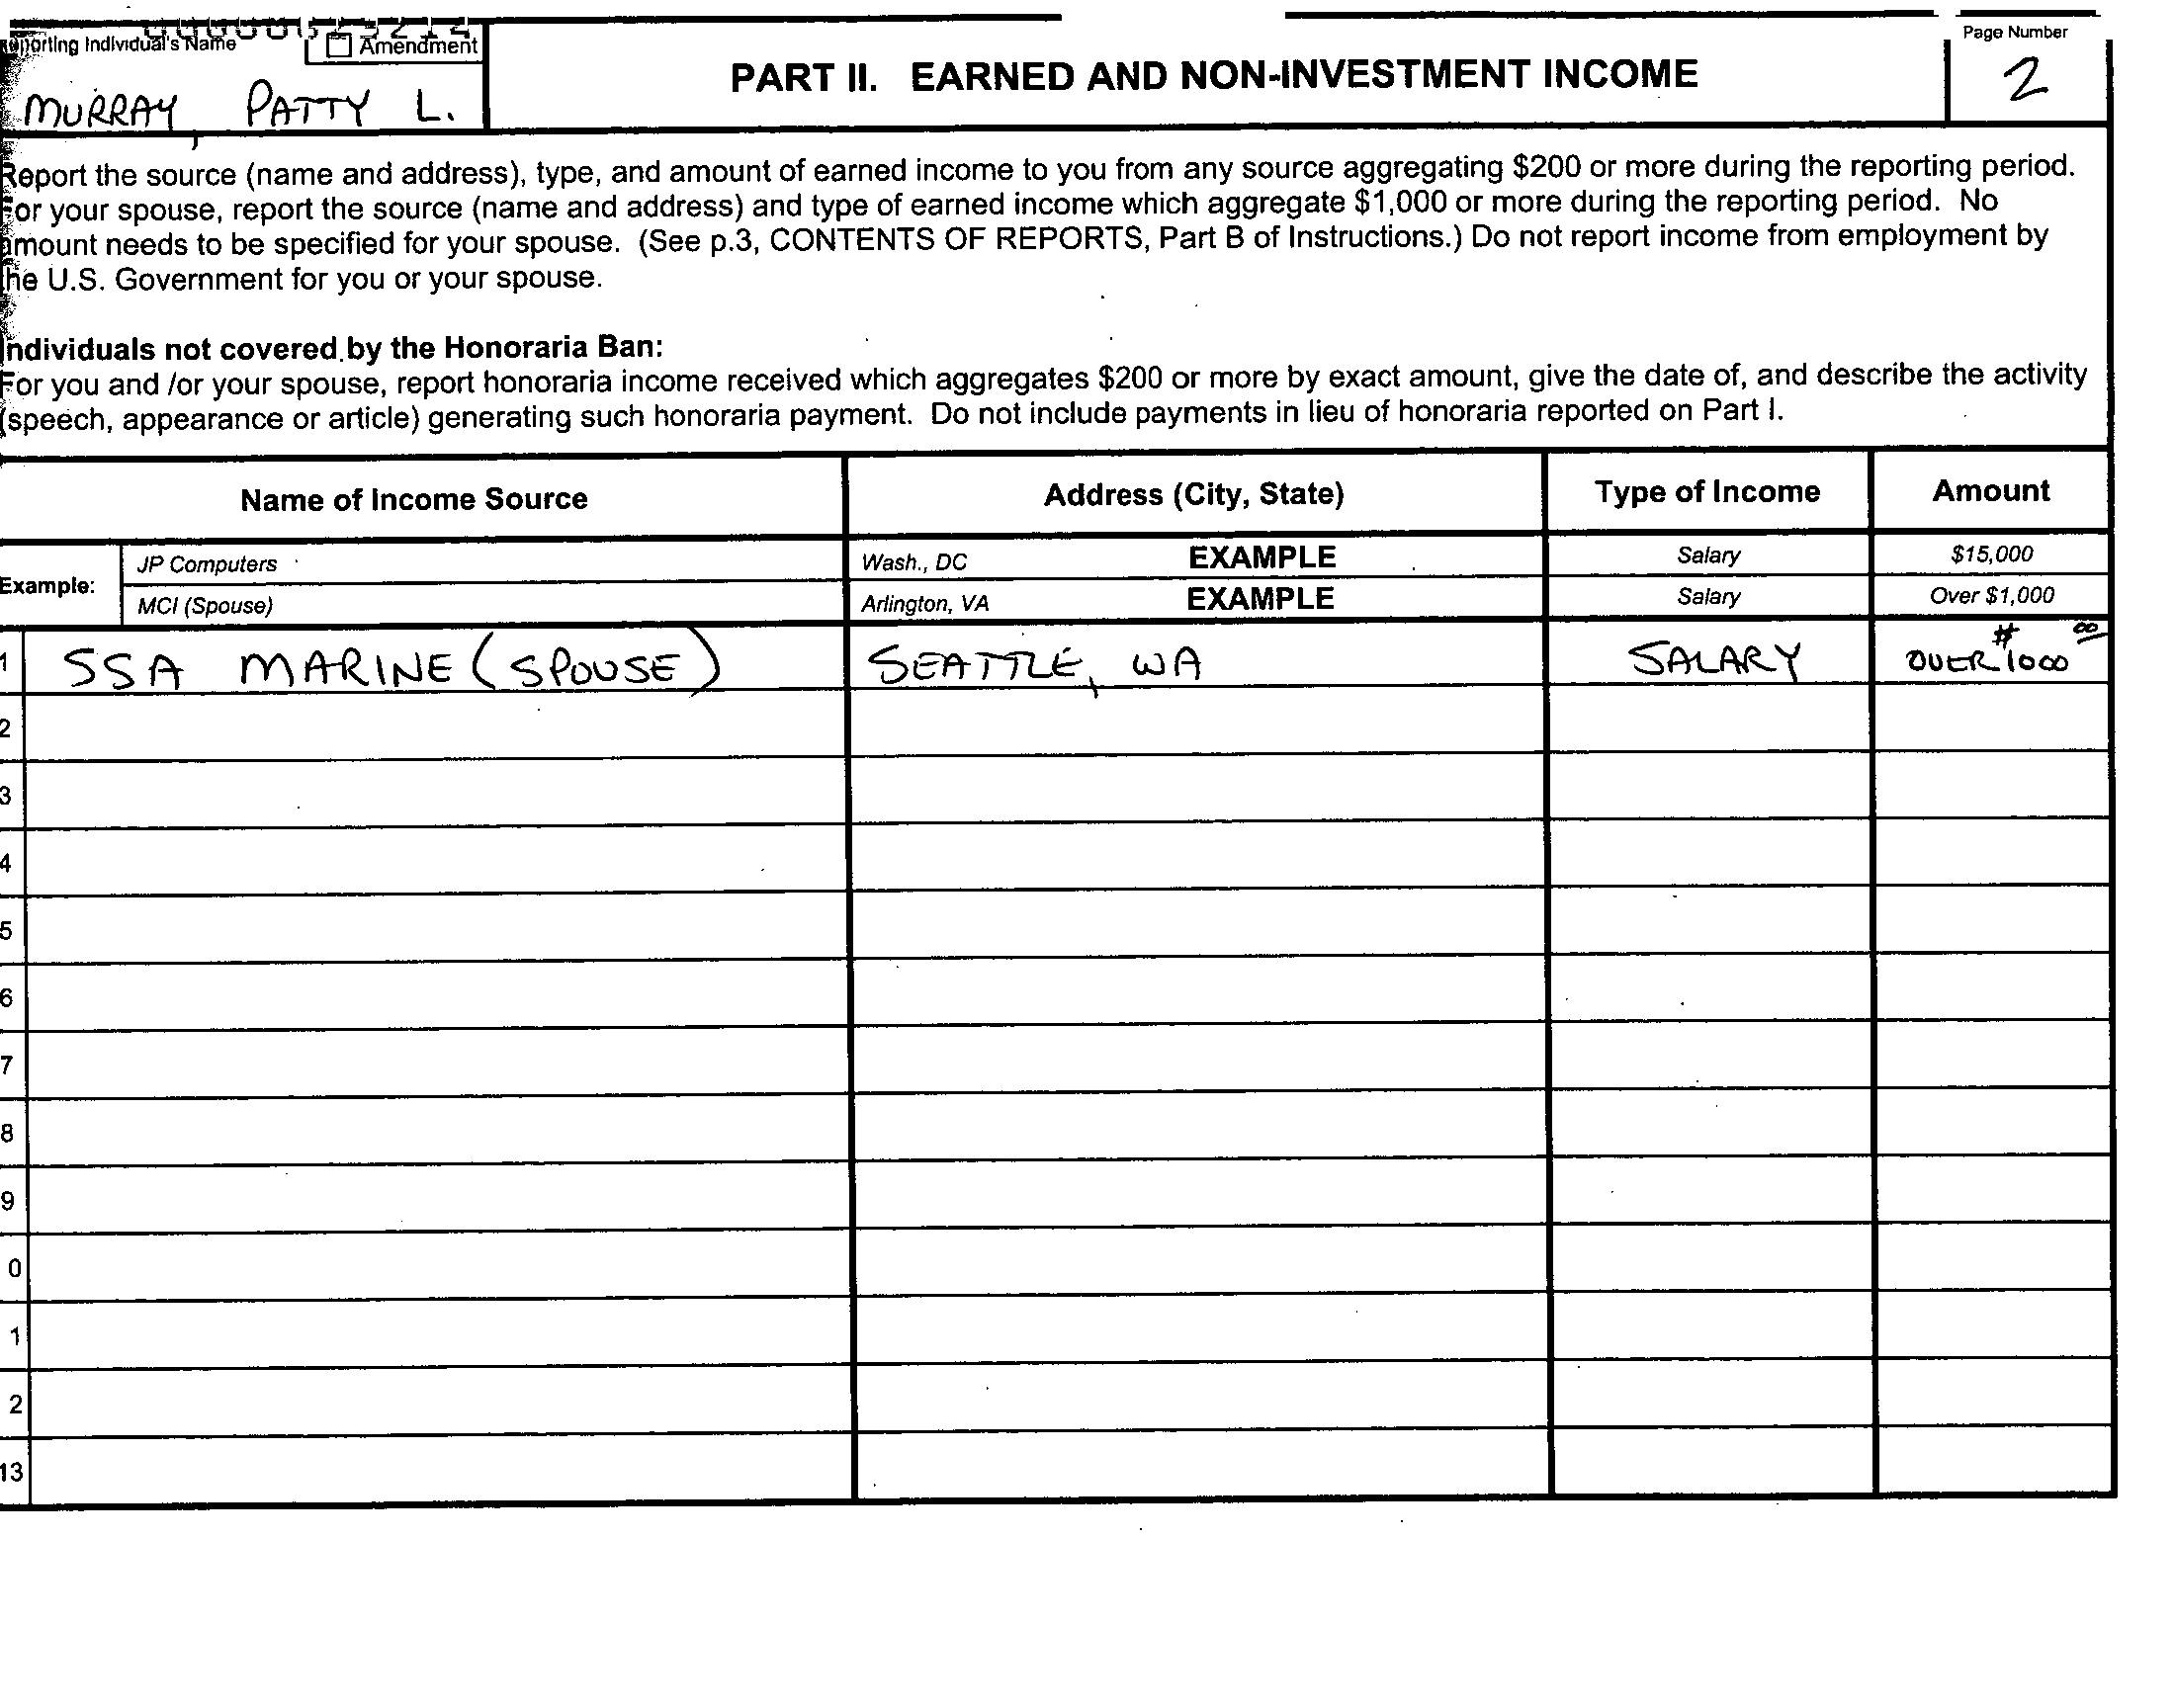 Reporting Individual's Name
Amendment
Page Number
MURRAY, PATTY L.
PART II. EARNED AND NON-INVESTMENT INCOME
2
Report the source (name and address), type, and amount of earned income to you from any source aggregating $200 or more during the reporting period.
For your spouse, report the source (name and address) and type of earned income which aggregate $1,000 or more during the reporting period. No
amount needs to be specified for your spouse. (See p.3, CONTENTS OF REPORTS, Part B of Instructions.) Do not report income from employment by
the U.S. Government for you or your spouse.
Individuals not covered by the Honoraria Ban:
For you and /or your spouse, report honoraria income received which aggregates $200 or more by exact amount, give the date of, and describe the activity
(speech, appearance or article) generating such honoraria payment. Do not include payments in lieu of honoraria reported on Part I.
Name of Income Source Address (City, State) Type of Income Amount
Example: JP Computers Wash., DC EXAMPLE Salary $15,000
MCI (Spouse) Arlington, VA EXAMPLE Salary Over $1,000
1 SSA MARINE (SPOUSE) SEATTLE, WA SALARY OVER $1000 00
2
3
4
5
6
7
8
9
0
1
2
13